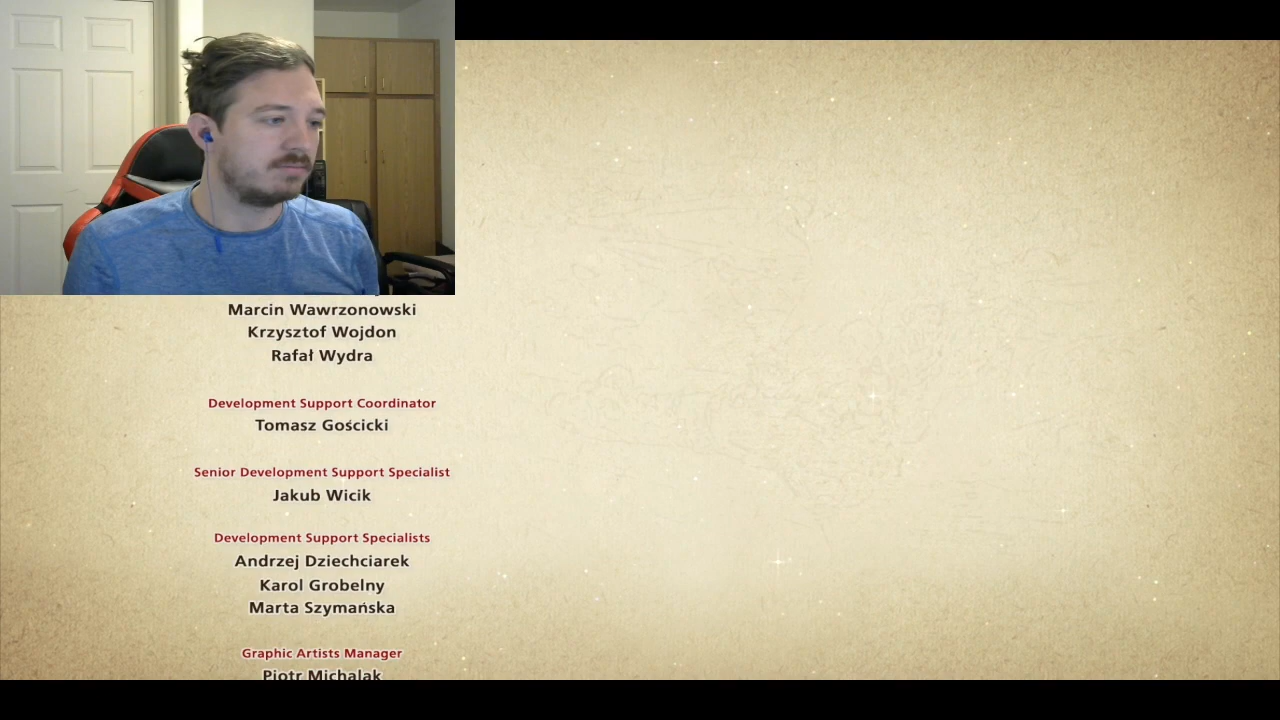 Marcin Wawrzonowski
Krzysztof Wojdon
Rafał Wydra
Development Support Coordinator
Tomasz Gościcki
Senior Development Support Specialist
Jakub Wicik
Development Support Specialists
Andrzej Dziechciarek
Karol Grobelny
Marta Szymańska
Graphic Artists Manager
Piotr Michalak